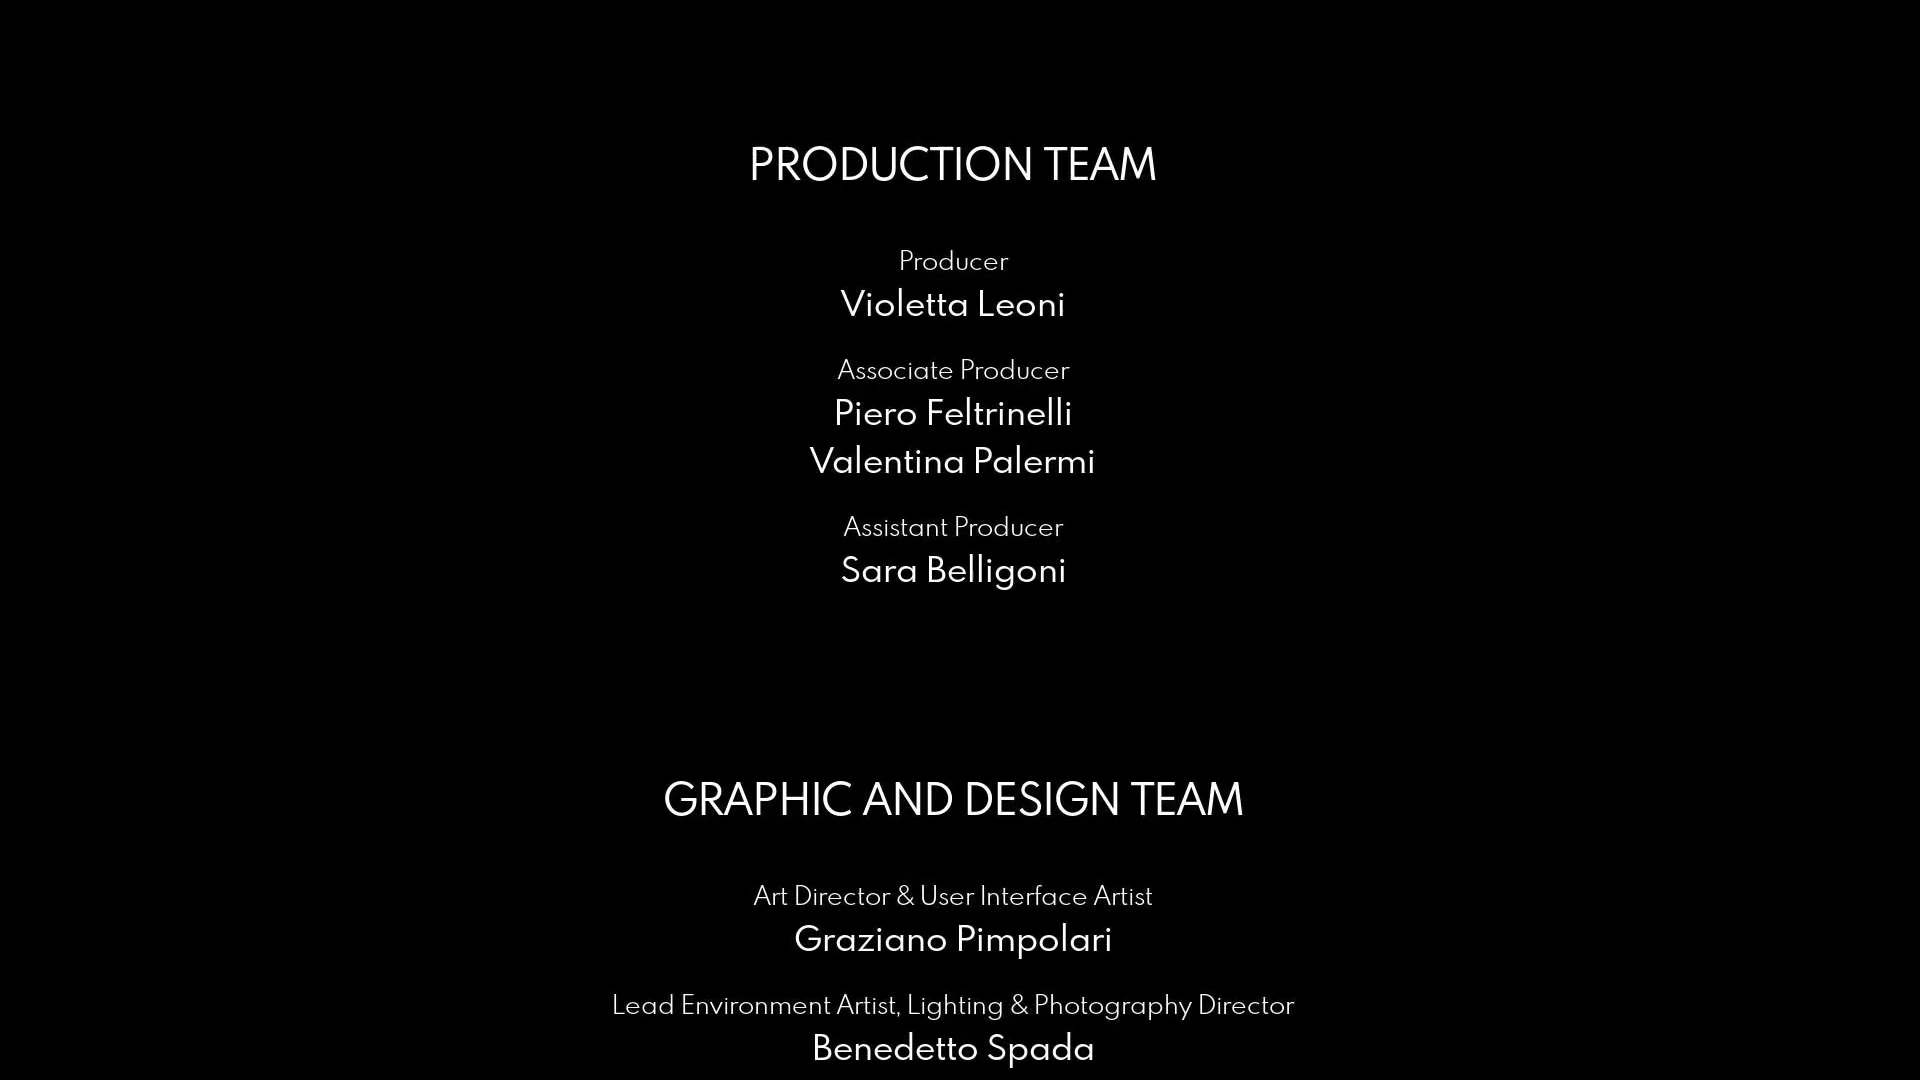 PRODUCTION TEAM
Producer
Violetta Leoni
Associate Producer
Piero Feltrinelli
Valentina Palermi
Assistant Producer
Sara Belligoni
GRAPHIC AND DESIGN TEAM
Art Director & User Interface Artist
Graziano Pimpolari
Lead Environment Artist, Lighting & Photography Director
Benedetto Spada